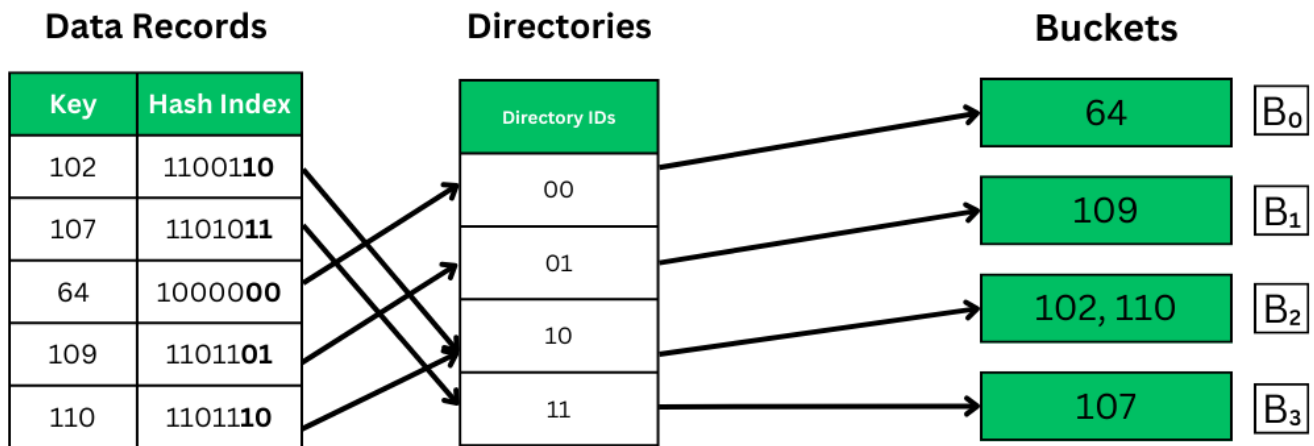 Data Records
Directories
Buckets
Key Hash Index
102 1100110
107 1101011
64 1000000
109 1101101
110 1101110
Directory IDs
00
01
10
11
64 B₀
109 B₁
102, 110 B₂
107 B₃